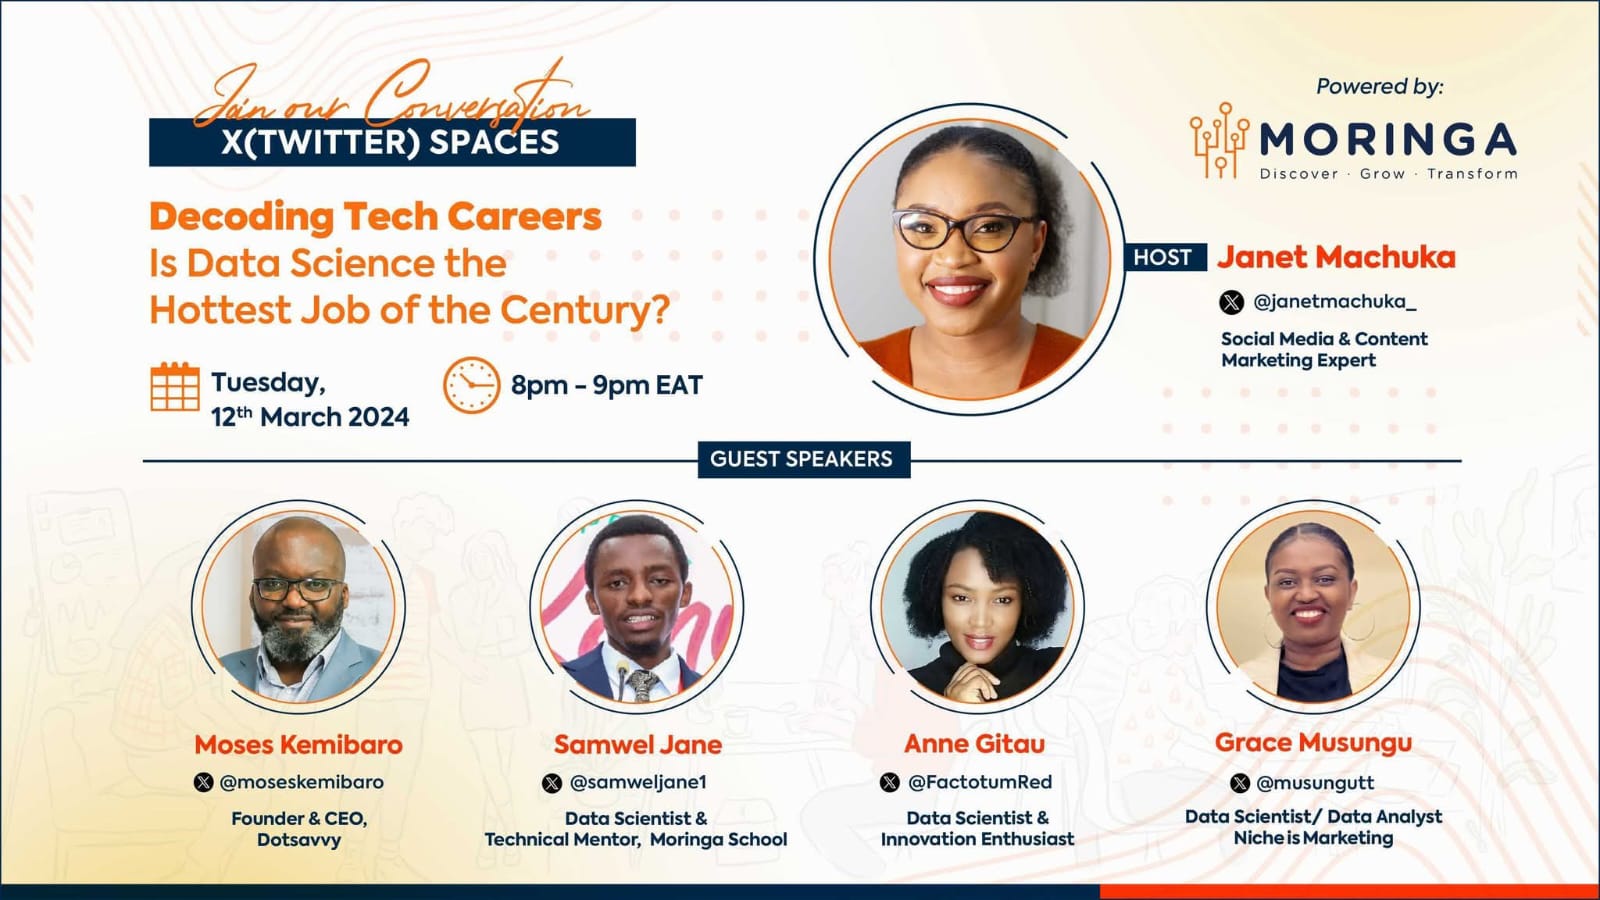 Join our Conversation
X(TWITTER) SPACES
Decoding Tech Careers
Is Data Science the
Hottest Job of the Century?
Tuesday,
12th March 2024
8pm - 9pm EAT
Powered by:
MORINGA
Discover · Grow · Transform
HOST
Janet Machuka
@janetmachuka_
Social Media & Content
Marketing Expert
GUEST SPEAKERS
Moses Kemibaro
@moseskemibaro
Founder & CEO,
Dotsavvy
Samwel Jane
@samweljane1
Data Scientist &
Technical Mentor, Moringa School
Anne Gitau
@FactotumRed
Data Scientist &
Innovation Enthusiast
Grace Musungu
@musungutt
Data Scientist/ Data Analyst
Niche is Marketing